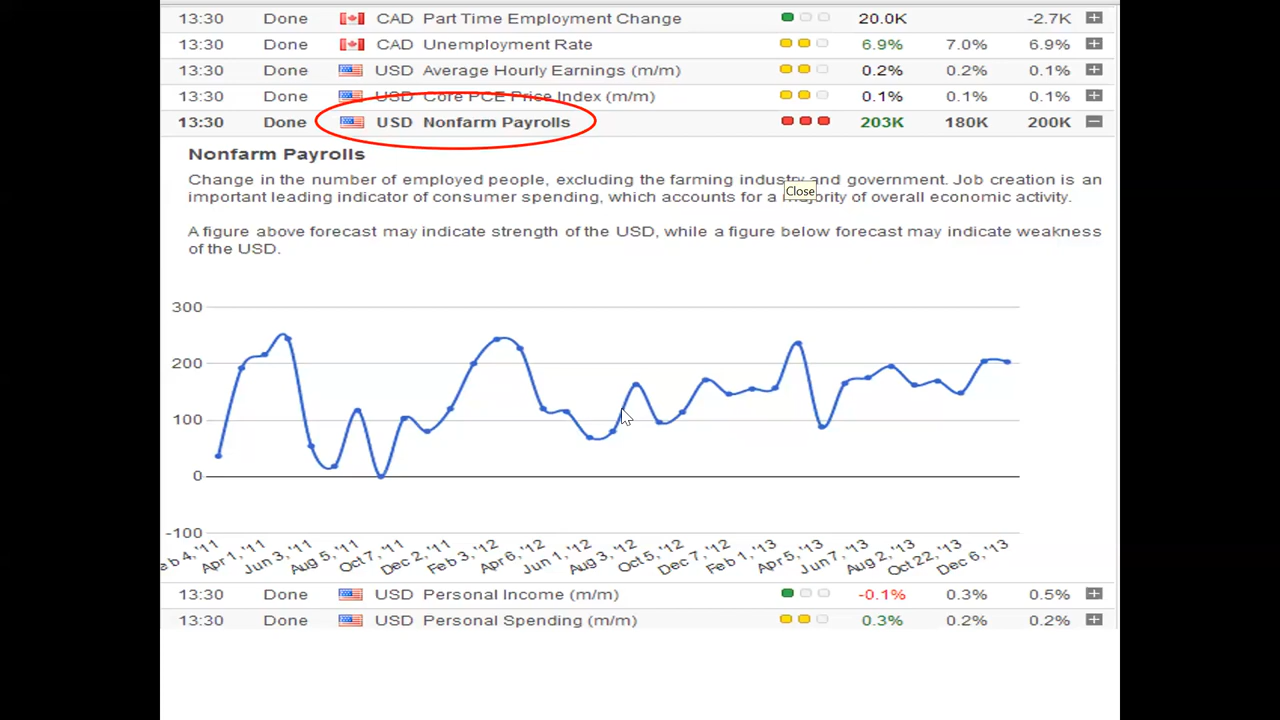 13:30 Done CAD Part Time Employment Change 20.0K -2.7K
13:30 Done CAD Unemployment Rate 6.9% 7.0% 6.9%
13:30 Done USD Average Hourly Earnings (m/m) 0.2% 0.2% 0.1%
13:30 Done USD Core PCE Price Index (m/m) 0.1% 0.1% 0.1%
13:30 Done USD Nonfarm Payrolls 203K 180K 200K
Nonfarm Payrolls
Change in the number of employed people, excluding the farming industry and government. Job creation is an
Close
important leading indicator of consumer spending, which accounts for a majority of overall economic activity.
A figure above forecast may indicate strength of the USD, while a figure below forecast may indicate weakness
of the USD.
300
200
100
0
-100
eb 4, '11 Apr 1, '11 Jun 3, '11 Aug 5, '11 Oct 7, '11 Dec 2, '11 Feb 3, '12 Apr 6, '12 Jun 1, '12 Aug 3, '12 Oct 5, '12 Dec 7, '12 Feb 1, '13 Apr 5, '13 Jun 7, '13 Aug 2, '13 Oct 22, '13 Dec 6, '13
13:30 Done USD Personal Income (m/m) -0.1% 0.3% 0.5%
13:30 Done USD Personal Spending (m/m) 0.3% 0.2% 0.2%